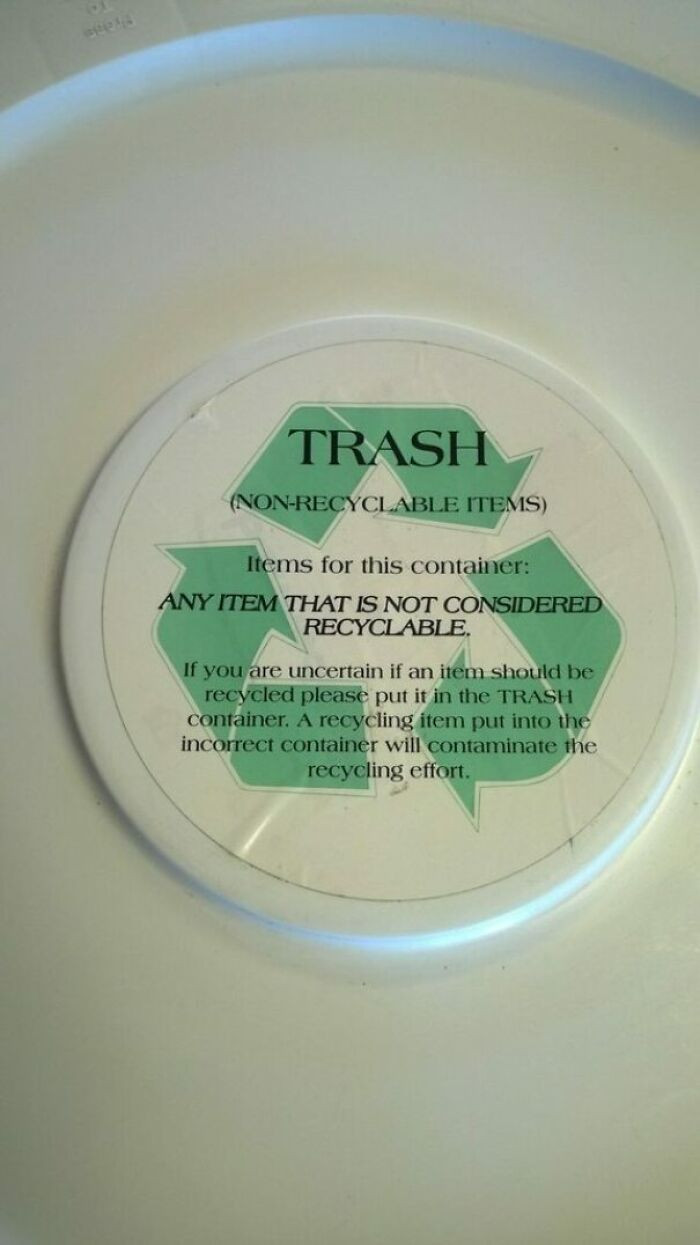 TRASH
(NON-RECYCLABLE ITEMS)
Items for this container:
ANY ITEM THAT IS NOT CONSIDERED
RECYCLABLE.
If you are uncertain if an item should be
recycled please put it in the TRASH
container. A recycling item put into the
incorrect container will contaminate the
recycling effort.